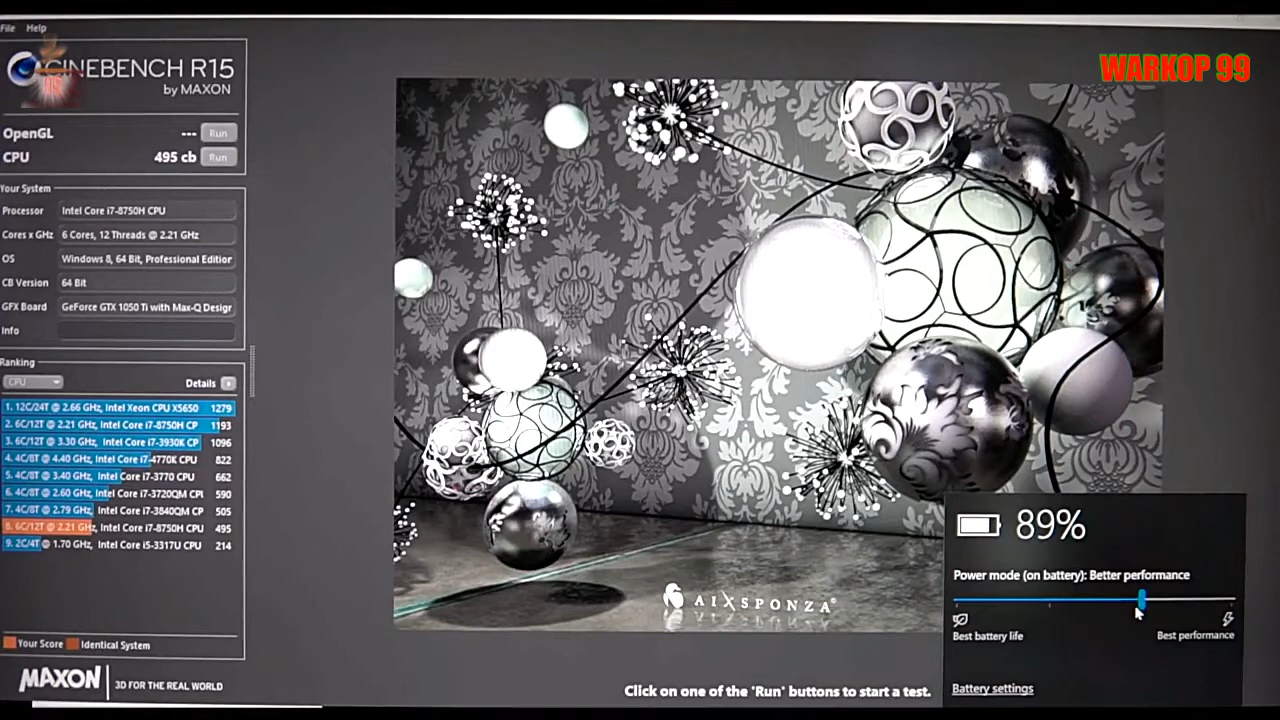 File Help
WARKOP 99
CINEBENCH R15
by MAXON
OpenGL --- Run
CPU 495 cb Run
Your System
Processor Intel Core i7-8750H CPU
Cores x GHz 6 Cores, 12 Threads @ 2.21 GHz
OS Windows 8, 64 Bit, Professional Edition
CB Version 64 Bit
GFX Board GeForce GTX 1050 Ti with Max-Q Design
Info
Ranking
CPU Details
1. 12C/24T @ 2.66 GHz, Intel Xeon CPU X5650 1279
2. 6C/12T @ 2.21 GHz, Intel Core i7-8750H CPU 1193
3. 6C/12T @ 3.30 GHz, Intel Core i7-3930K CP 1096
4. 4C/8T @ 4.40 GHz, Intel Core i7-4770K CPU 822
5. 4C/8T @ 3.40 GHz, Intel Core i7-3770 CPU 662
6. 4C/8T @ 2.60 GHz, Intel Core i7-3720QM CPI 590
7. 4C/8T @ 2.79 GHz, Intel Core i7-3840QM CP 505
8. 6C/12T @ 2.21 GHz, Intel Core i7-8750H CPU 495
9. 2C/4T @ 1.70 GHz, Intel Core i5-3317U CPU 214
Your Score Identical System
MAXON 3D FOR THE REAL WORLD
AIXSPONZA
89%
Power mode (on battery): Better performance
Best battery life Best performance
Battery settings
Click on one of the 'Run' buttons to start a test.